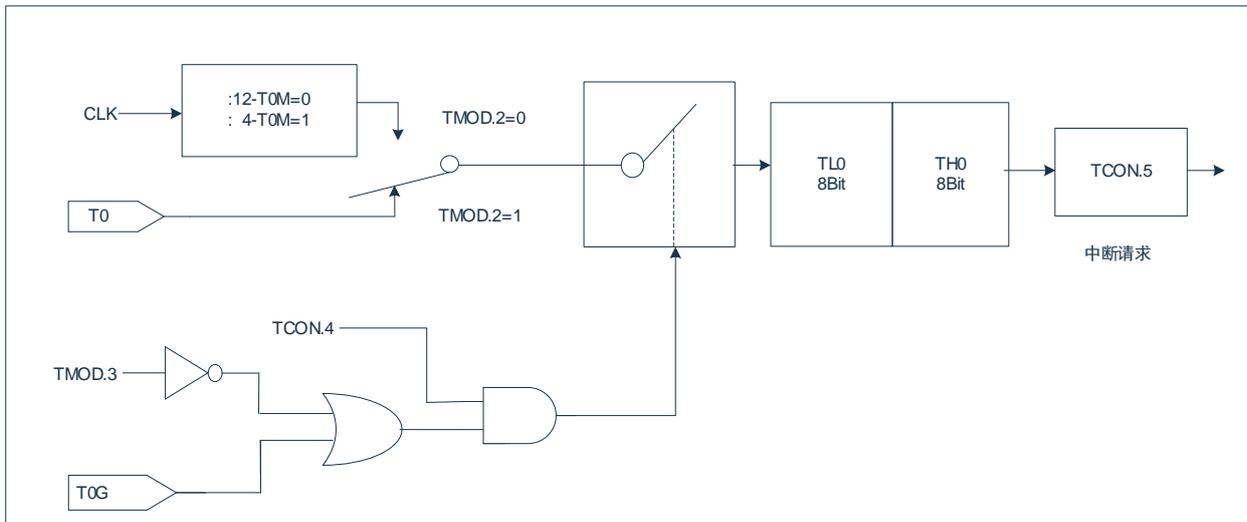 :12-T0M=0
: 4-T0M=1
CLK
TMOD.2=0
TMOD.2=1
T0
TL0
8Bit
TH0
8Bit
TCON.5
中断请求
TCON.4
TMOD.3
T0G